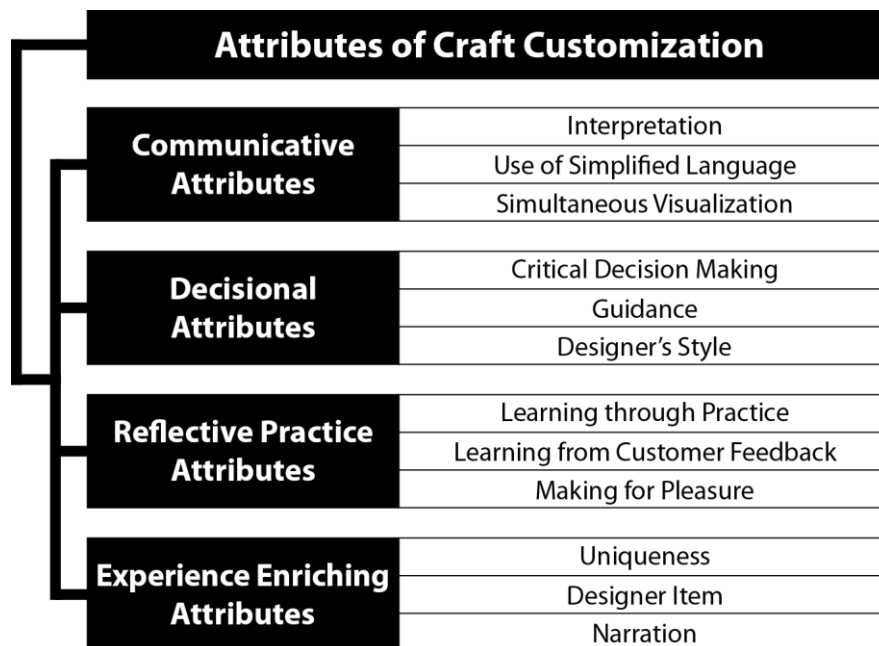 Attributes of Craft Customization
Communicative
Attributes
Interpretation
Use of Simplified Language
Simultaneous Visualization
Decisional
Attributes
Critical Decision Making
Guidance
Designer’s Style
Reflective Practice
Attributes
Learning through Practice
Learning from Customer Feedback
Making for Pleasure
Experience Enriching
Attributes
Uniqueness
Designer Item
Narration